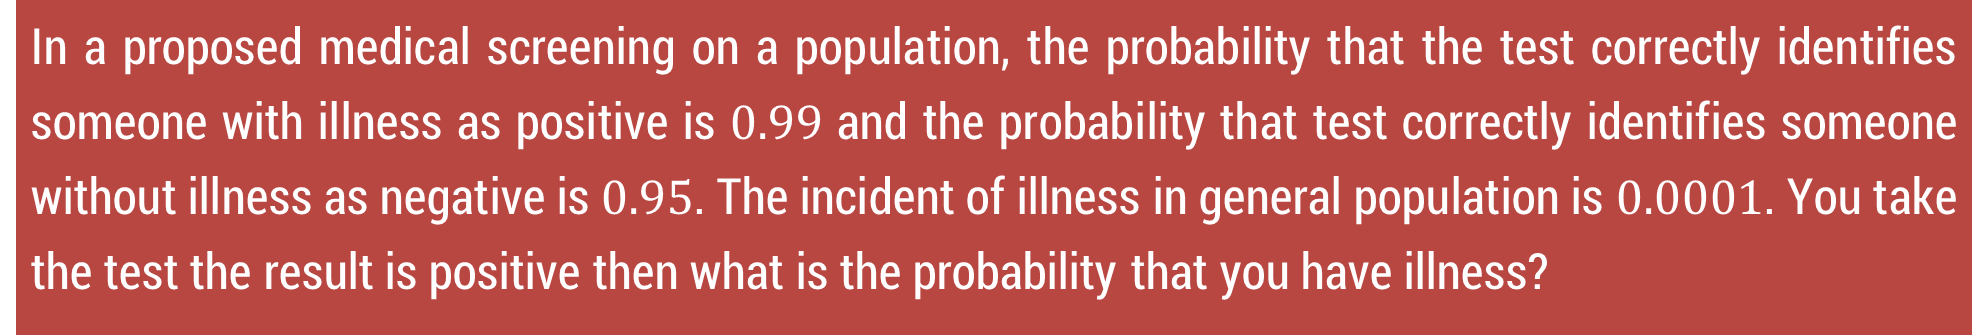 In a proposed medical screening on a population, the probability that the test correctly identifies
someone with illness as positive is 0.99 and the probability that test correctly identifies someone
without illness as negative is 0.95. The incident of illness in general population is 0.0001. You take
the test the result is positive then what is the probability that you have illness?